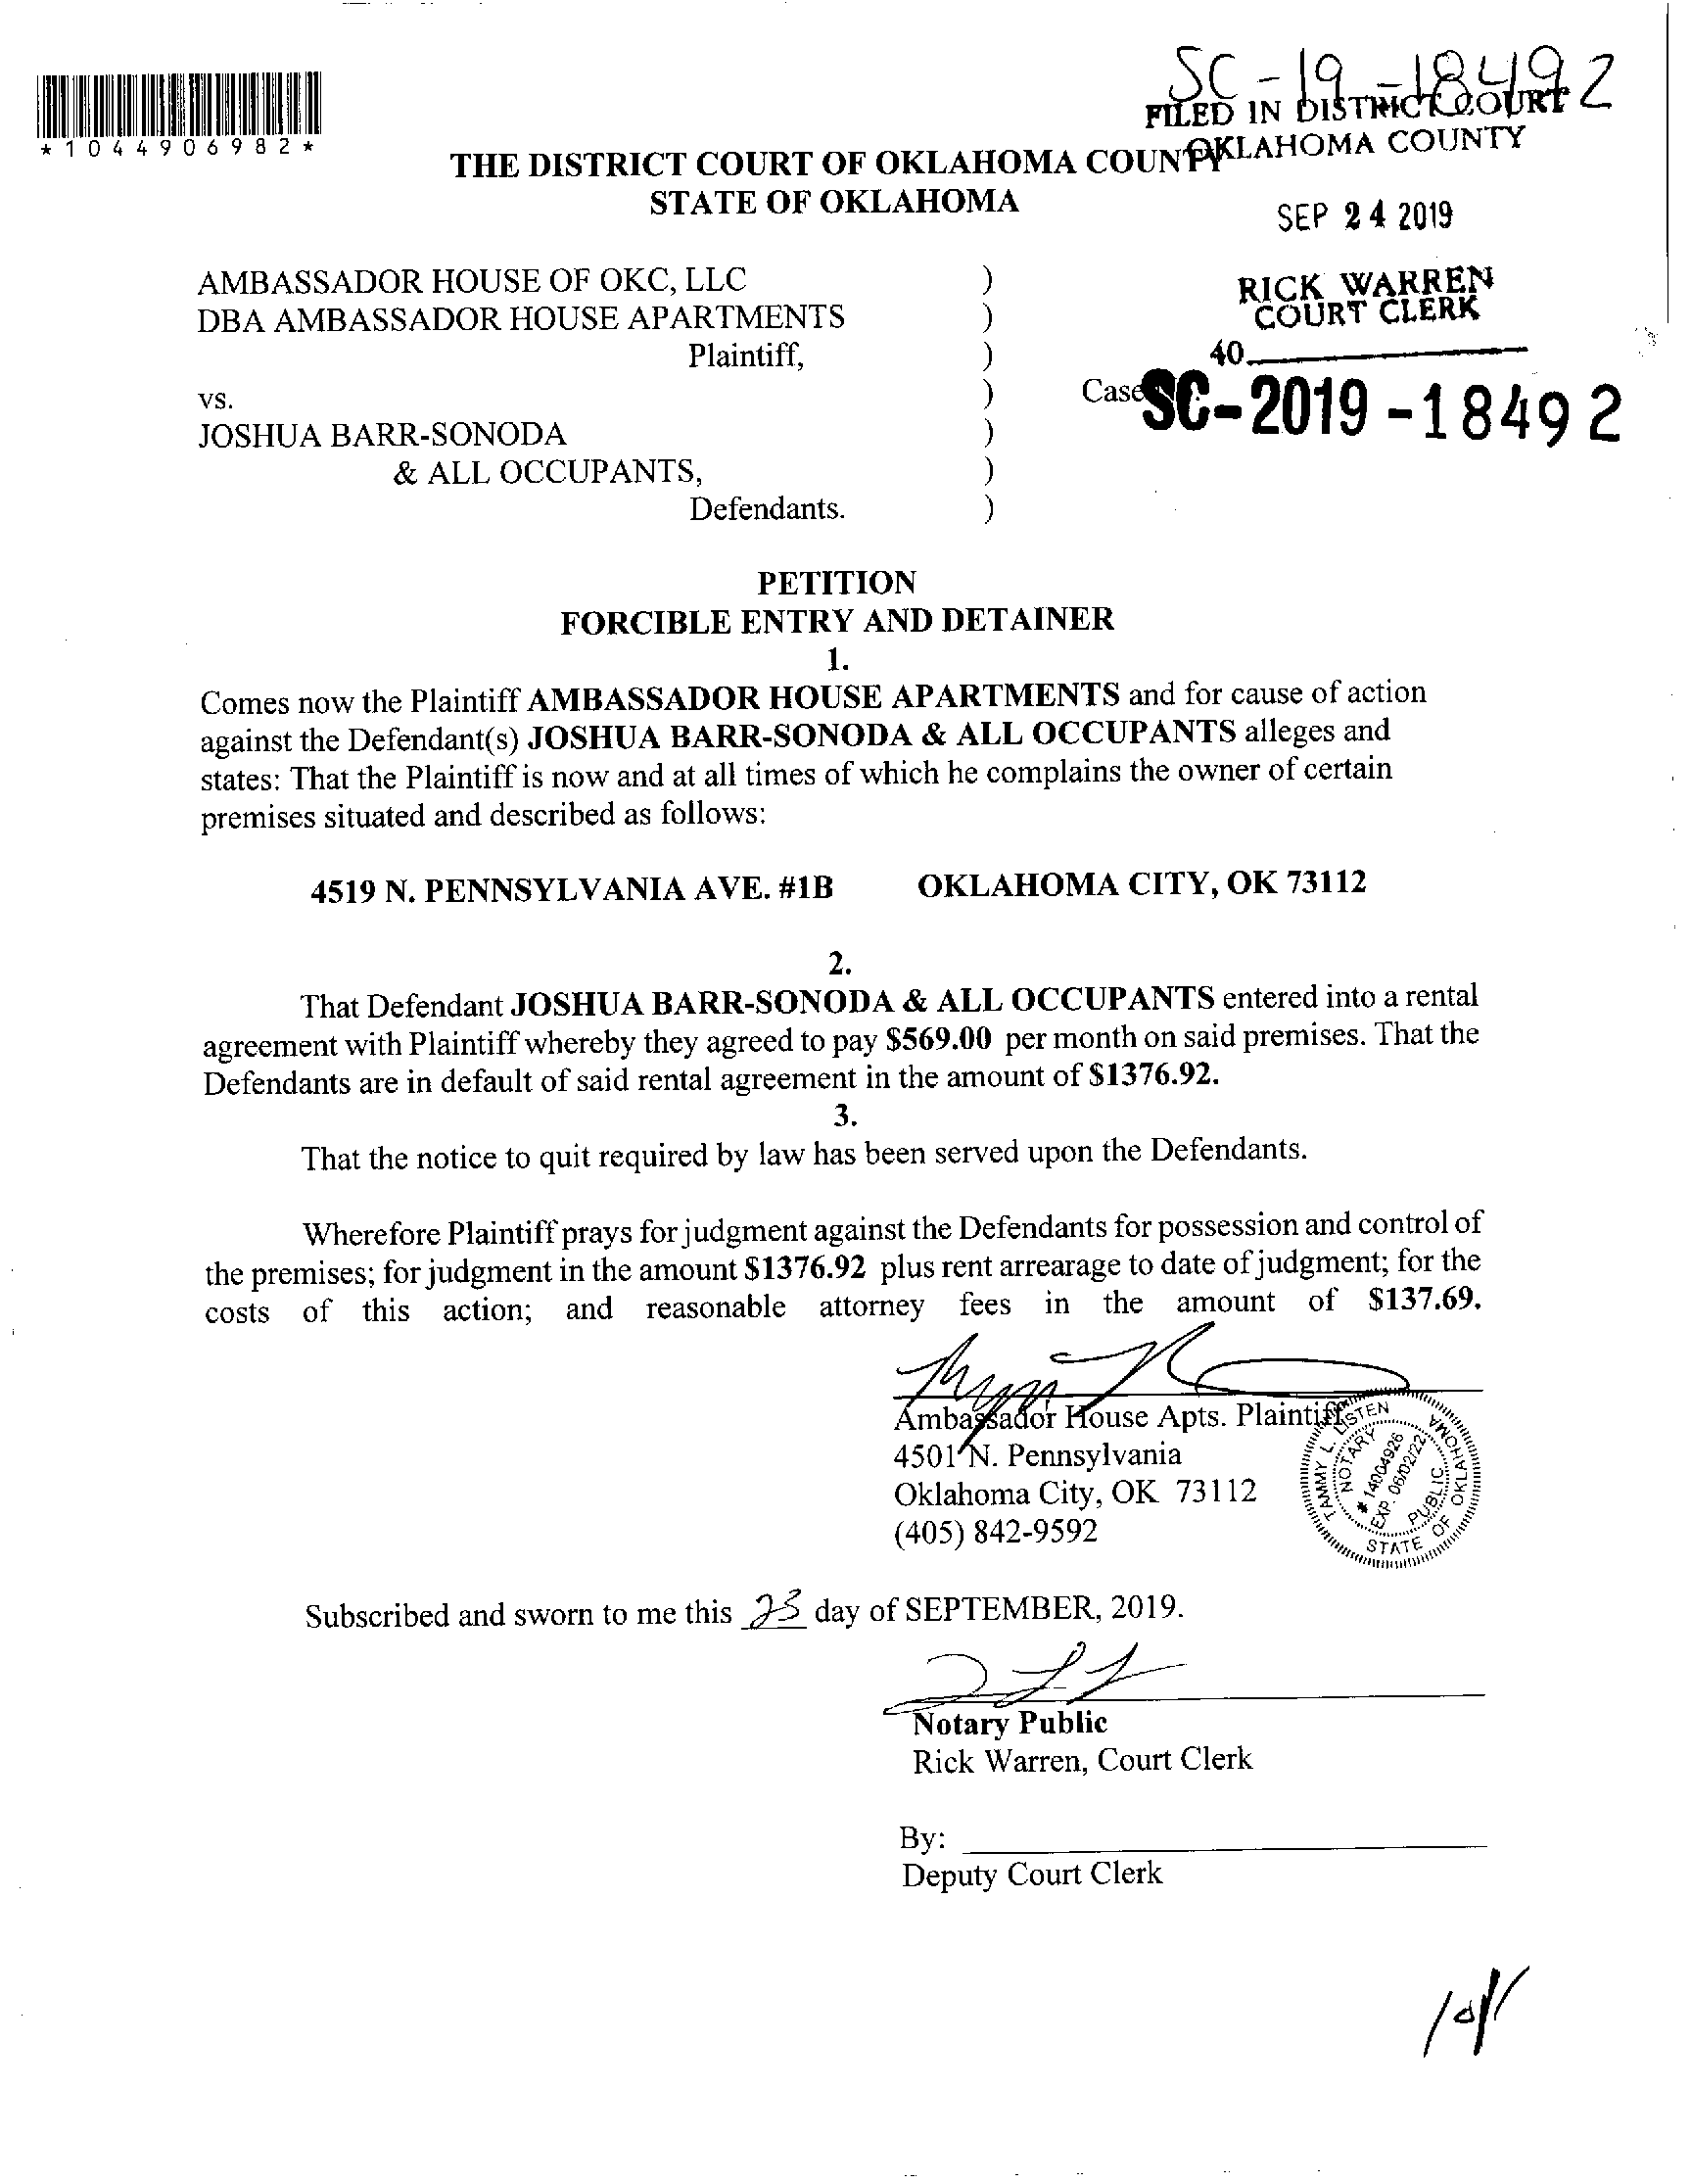 SC-19-18492
FILED IN DISTRICT COURT
OKLAHOMA COUNTY
*1044906982*
THE DISTRICT COURT OF OKLAHOMA COUNTY
STATE OF OKLAHOMA
SEP 24 2019
RICK WARREN
COURT CLERK
40
AMBASSADOR HOUSE OF OKC, LLC )
DBA AMBASSADOR HOUSE APARTMENTS )
Plaintiff, )
vs. ) Case SC-2019-18492
JOSHUA BARR-SONODA )
& ALL OCCUPANTS, )
Defendants. )
PETITION
FORCIBLE ENTRY AND DETAINER
1.
Comes now the Plaintiff AMBASSADOR HOUSE APARTMENTS and for cause of action
against the Defendant(s) JOSHUA BARR-SONODA & ALL OCCUPANTS alleges and
states: That the Plaintiff is now and at all times of which he complains the owner of certain
premises situated and described as follows:
4519 N. PENNSYLVANIA AVE. #1B OKLAHOMA CITY, OK 73112
2.
That Defendant JOSHUA BARR-SONODA & ALL OCCUPANTS entered into a rental
agreement with Plaintiff whereby they agreed to pay $569.00 per month on said premises. That the
Defendants are in default of said rental agreement in the amount of $1376.92.
3.
That the notice to quit required by law has been served upon the Defendants.
Wherefore Plaintiff prays for judgment against the Defendants for possession and control of
the premises; for judgment in the amount $1376.92 plus rent arrearage to date of judgment; for the
costs of this action; and reasonable attorney fees in the amount of $137.69.
Ambassador House Apts. Plaintiff
4501 N. Pennsylvania
Oklahoma City, OK 73112
(405) 842-9592
TAMMY L. LISTEN
NOTARY
# 14004926
EXP. 06/02/22
PUBLIC
STATE OF OKLAHOMA
Subscribed and sworn to me this 23 day of SEPTEMBER, 2019.
Notary Public
Rick Warren, Court Clerk
By:
Deputy Court Clerk